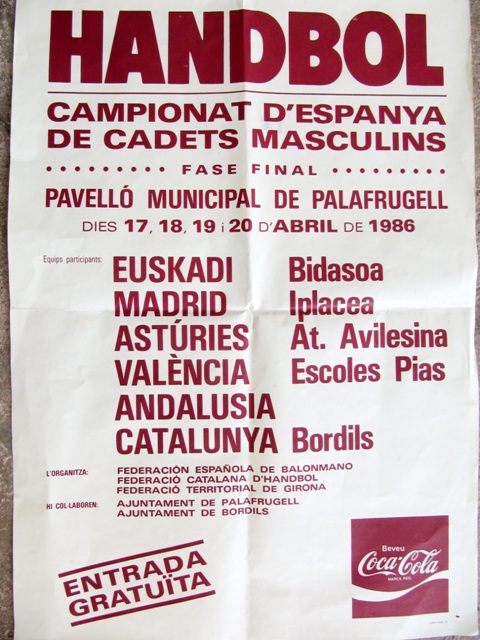 HANDBOL
CAMPIONAT D'ESPANYA
DE CADETS MASCULINS
FASE FINAL
PAVELLÓ MUNICIPAL DE PALAFRUGELL
DIES 17, 18, 19 i 20 D'ABRIL DE 1986
Equips participants:
EUSKADI Bidasoa
MADRID Iplacea
ASTÚRIES At. Avilesina
VALÈNCIA Escoles Pias
ANDALUSIA
CATALUNYA Bordils
L'ORGANITZA: FEDERACIÓN ESPAÑOLA DE BALONMANO
FEDERACIÓ CATALANA D'HANDBOL
FEDERACIÓ TERRITORIAL DE GIRONA
HI COL·LABOREN: AJUNTAMENT DE PALAFRUGELL
AJUNTAMENT DE BORDILS
ENTRADA
GRATUÏTA
Beveu
Coca-Cola
MARCA REG.